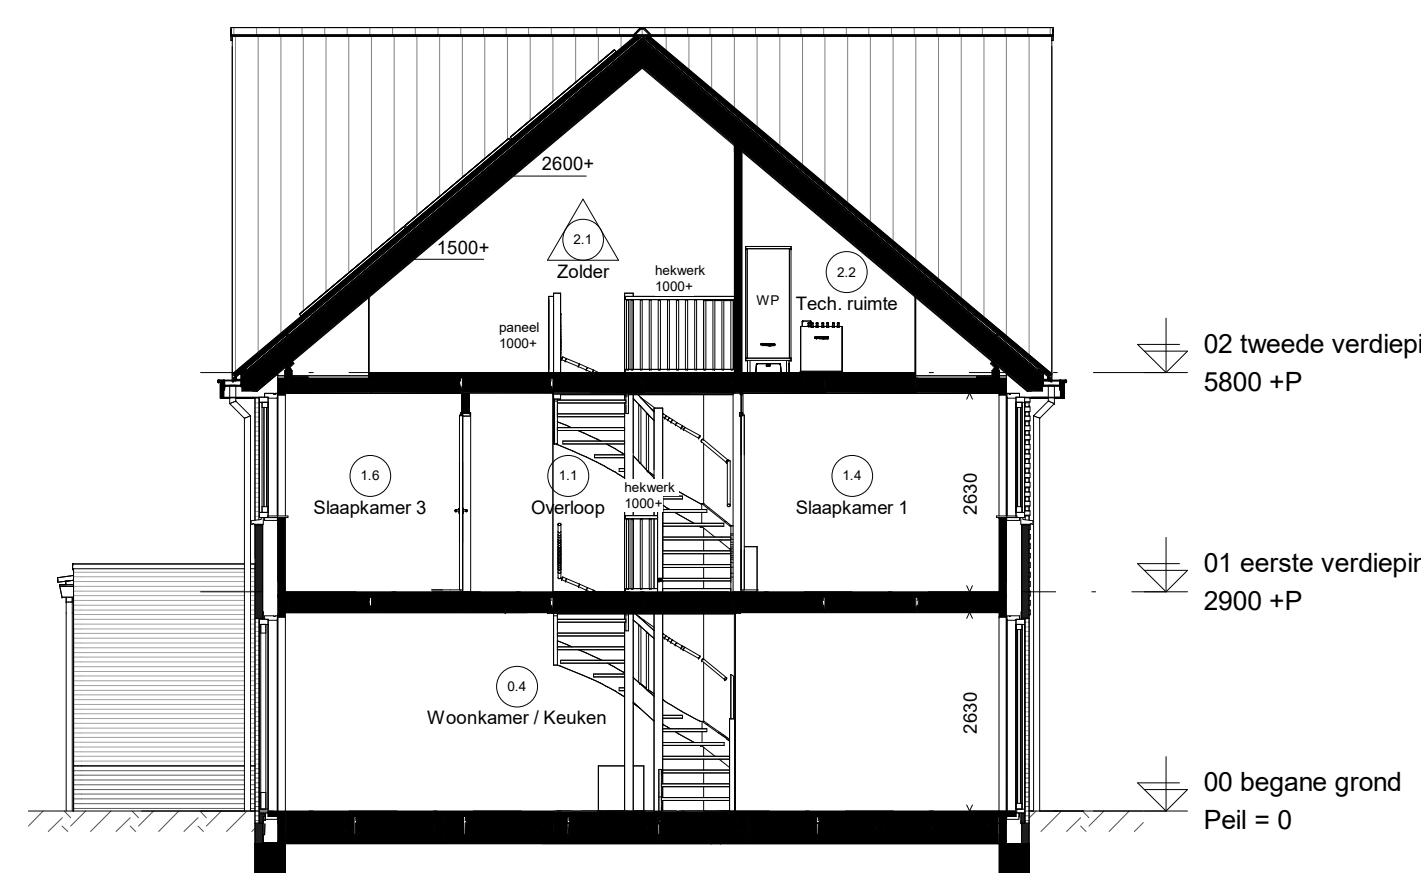 2600+
1500+
2.1
Zolder
hekwerk
1000+
paneel
1000+
WP
2.2
Tech. ruimte
02 tweede verdiepi
5800 +P
1.6
Slaapkamer 3
1.1
Overloop
hekwerk
1000+
1.4
Slaapkamer 1
2630
01 eerste verdiepin
2900 +P
0.4
Woonkamer / Keuken
2630
00 begane grond
Peil = 0